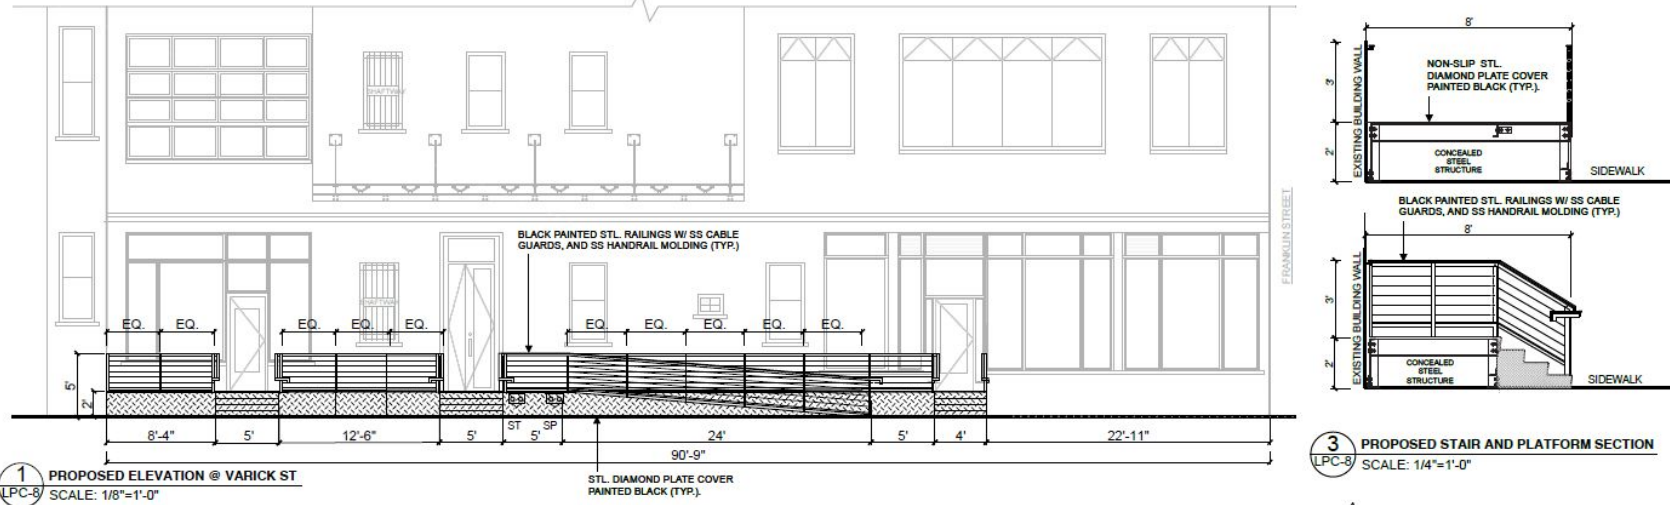 SHAFTWAY
FRANKLIN STREET
BLACK PAINTED STL. RAILINGS W/ SS CABLE
GUARDS, AND SS HANDRAIL MOLDING (TYP.)
SHAFTWAY
EQ. EQ. EQ. EQ. EQ. EQ. EQ. EQ. EQ. EQ.
5'
2'
ST SP
8'-4" 5' 12'-6" 5' 5' 24' 5' 4' 22'-11"
90'-9"
STL. DIAMOND PLATE COVER
PAINTED BLACK (TYP.).
1
LPC-8
PROPOSED ELEVATION @ VARICK ST
SCALE: 1/8"=1'-0"
8'
3'
2'
EXISTING BUILDING WALL
NON-SLIP STL.
DIAMOND PLATE COVER
PAINTED BLACK (TYP.).
CONCEALED
STEEL
STRUCTURE
SIDEWALK
BLACK PAINTED STL. RAILINGS W/ SS CABLE
GUARDS, AND SS HANDRAIL MOLDING (TYP.)
8'
3'
2'
EXISTING BUILDING WALL
CONCEALED
STEEL
STRUCTURE
SIDEWALK
3
LPC-8
PROPOSED STAIR AND PLATFORM SECTION
SCALE: 1/4"=1'-0"